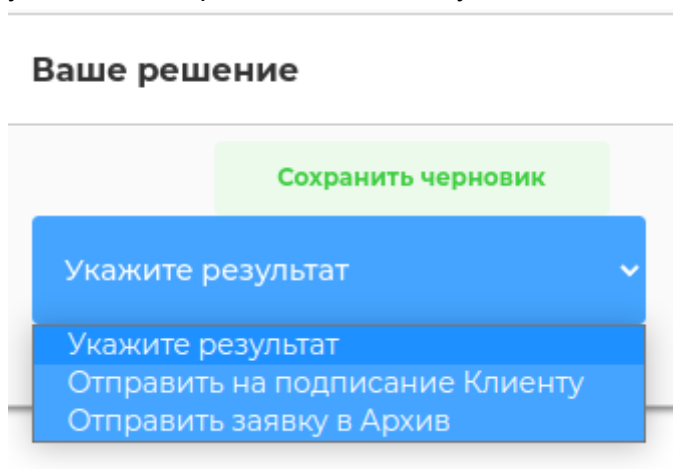 Ваше решение
Сохранить черновик
Укажите результат
Укажите результат
Отправить на подписание Клиенту
Отправить заявку в Архив